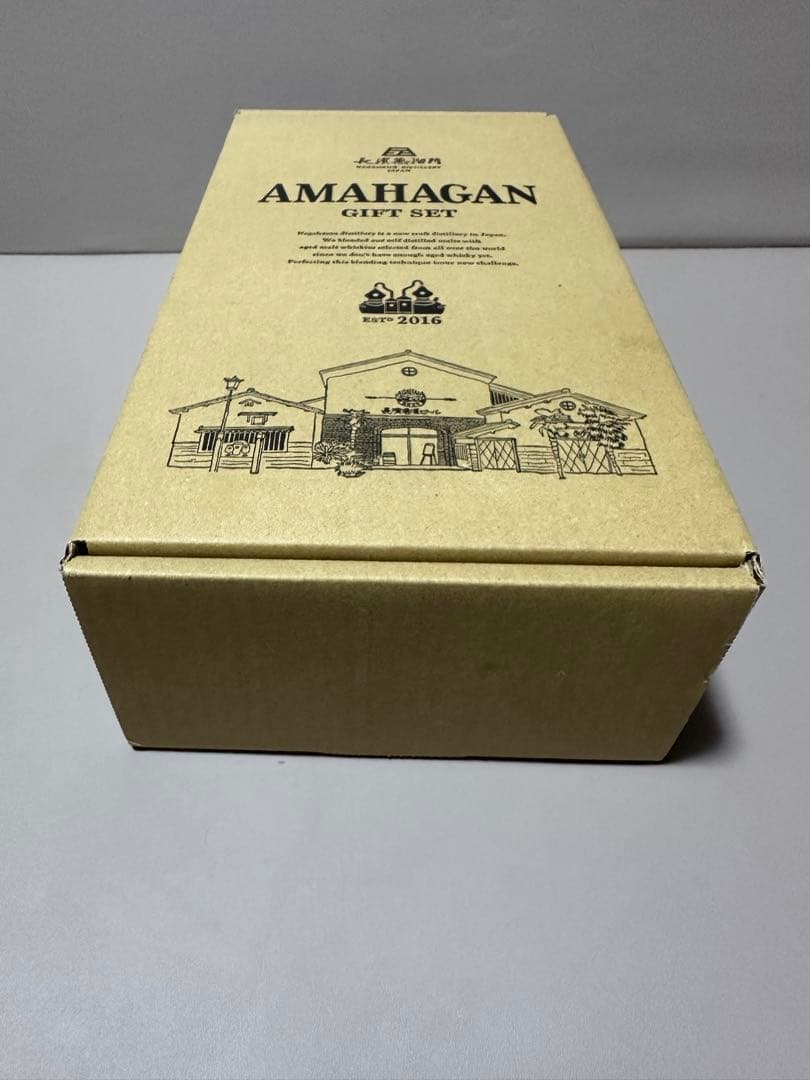 長濱蒸溜所
NAGAHAMA DISTILLERY
JAPAN
AMAHAGAN
GIFT SET
Nagahama distillery is a new craft distillery in Japan.
We blended our self distilled malts with
aged malt whiskies selected from all over the world
since we don't have enough aged whisky yet.
Perfecting this blending technique is our new challenge.
ESTD 2016
長濱浪漫ビール